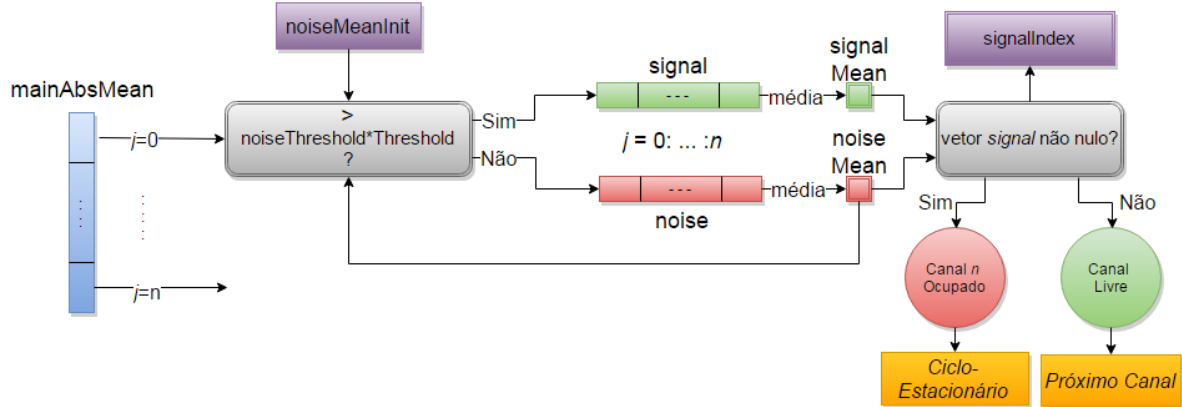 noiseMeanInit
signalIndex
mainAbsMean
signal
signal
Mean
>
noiseThreshold*Threshold
?
j=0
Sim
Não
- - -
média
j = 0: ... :n
noise
Mean
vetor signal não nulo?
- - -
média
noise
j=n
Sim
Não
Canal n
Ocupado
Canal
Livre
Ciclo-
Estacionário
Próximo Canal